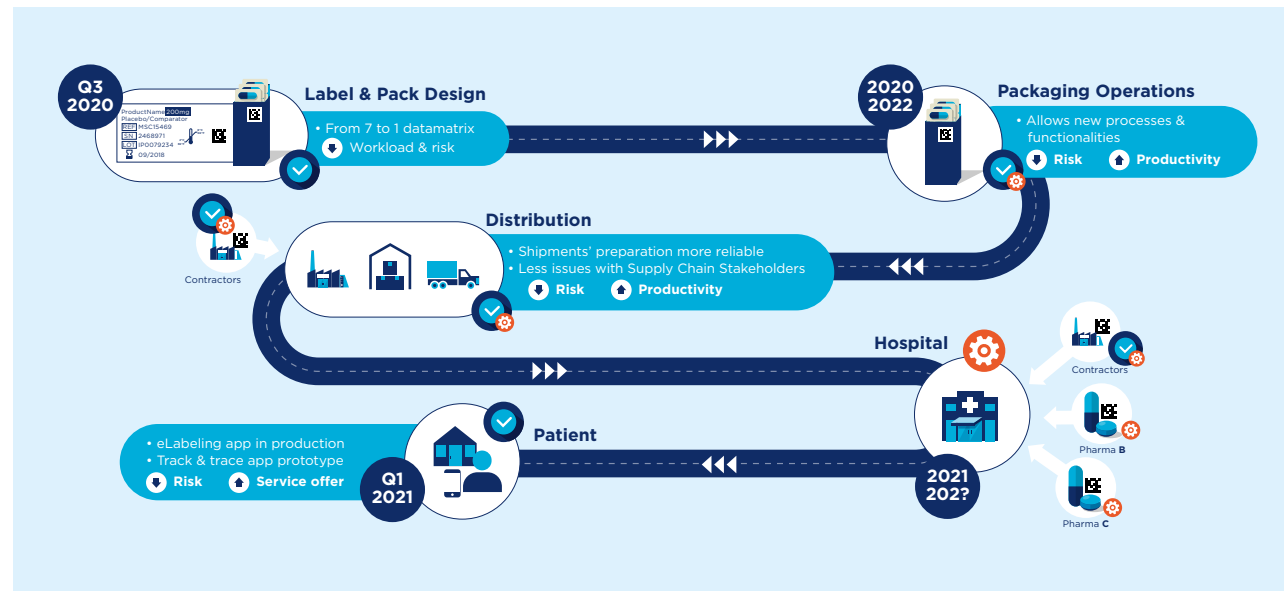 Q3
2020
Label & Pack Design
ProductName 200mg
Placebo/Comparator
REF MSC15469
SN 2468971
LOT IP0079234
09/2018
• From 7 to 1 datamatrix
Workload & risk
2020
2022
Packaging Operations
• Allows new processes &
functionalities
Risk Productivity
Contractors
Distribution
• Shipments' preparation more reliable
• Less issues with Supply Chain Stakeholders
Risk Productivity
Hospital
2021
202?
Contractors
Pharma B
Pharma C
Patient
Q1
2021
• eLabeling app in production
• Track & trace app prototype
Risk Service offer